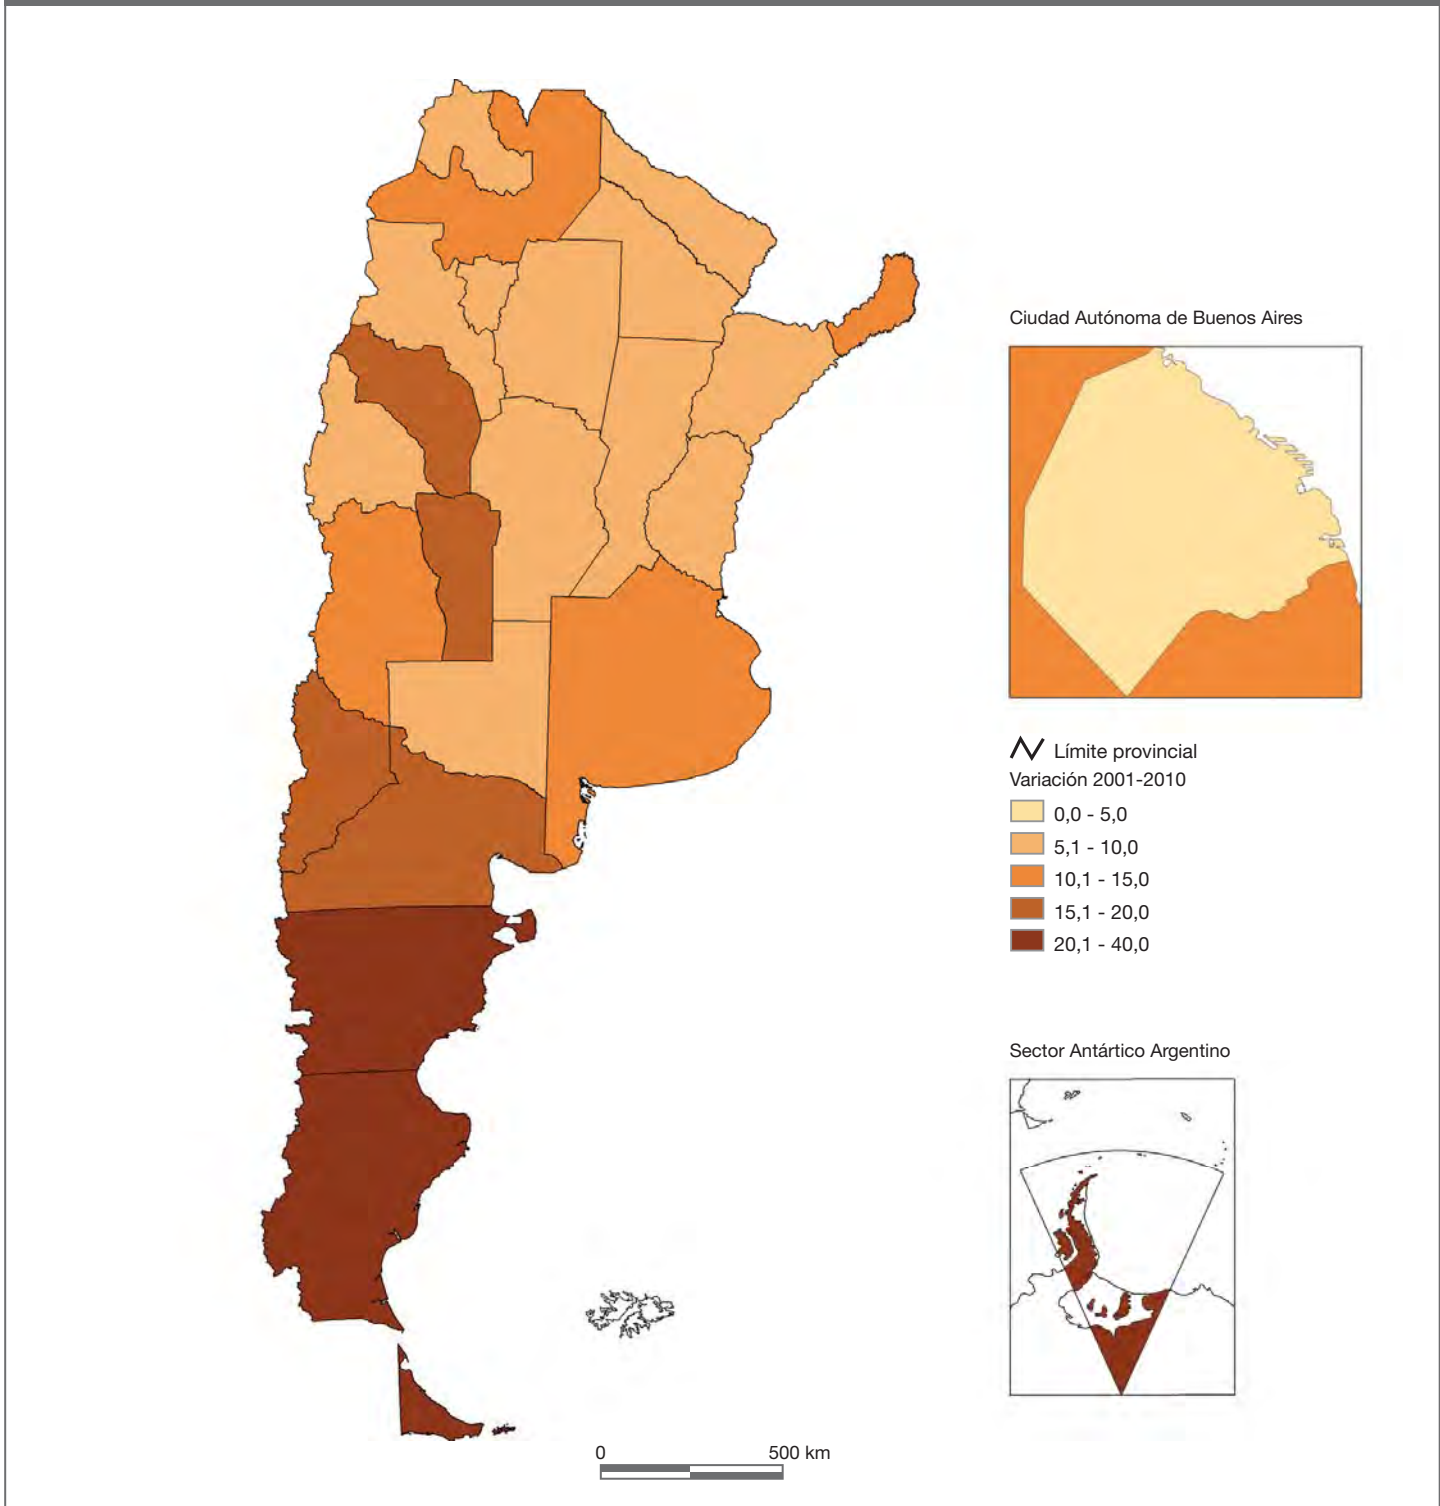 Ciudad Autónoma de Buenos Aires
Límite provincial
Variación 2001-2010
0,0 - 5,0
5,1 - 10,0
10,1 - 15,0
15,1 - 20,0
20,1 - 40,0
Sector Antártico Argentino
0 500 km